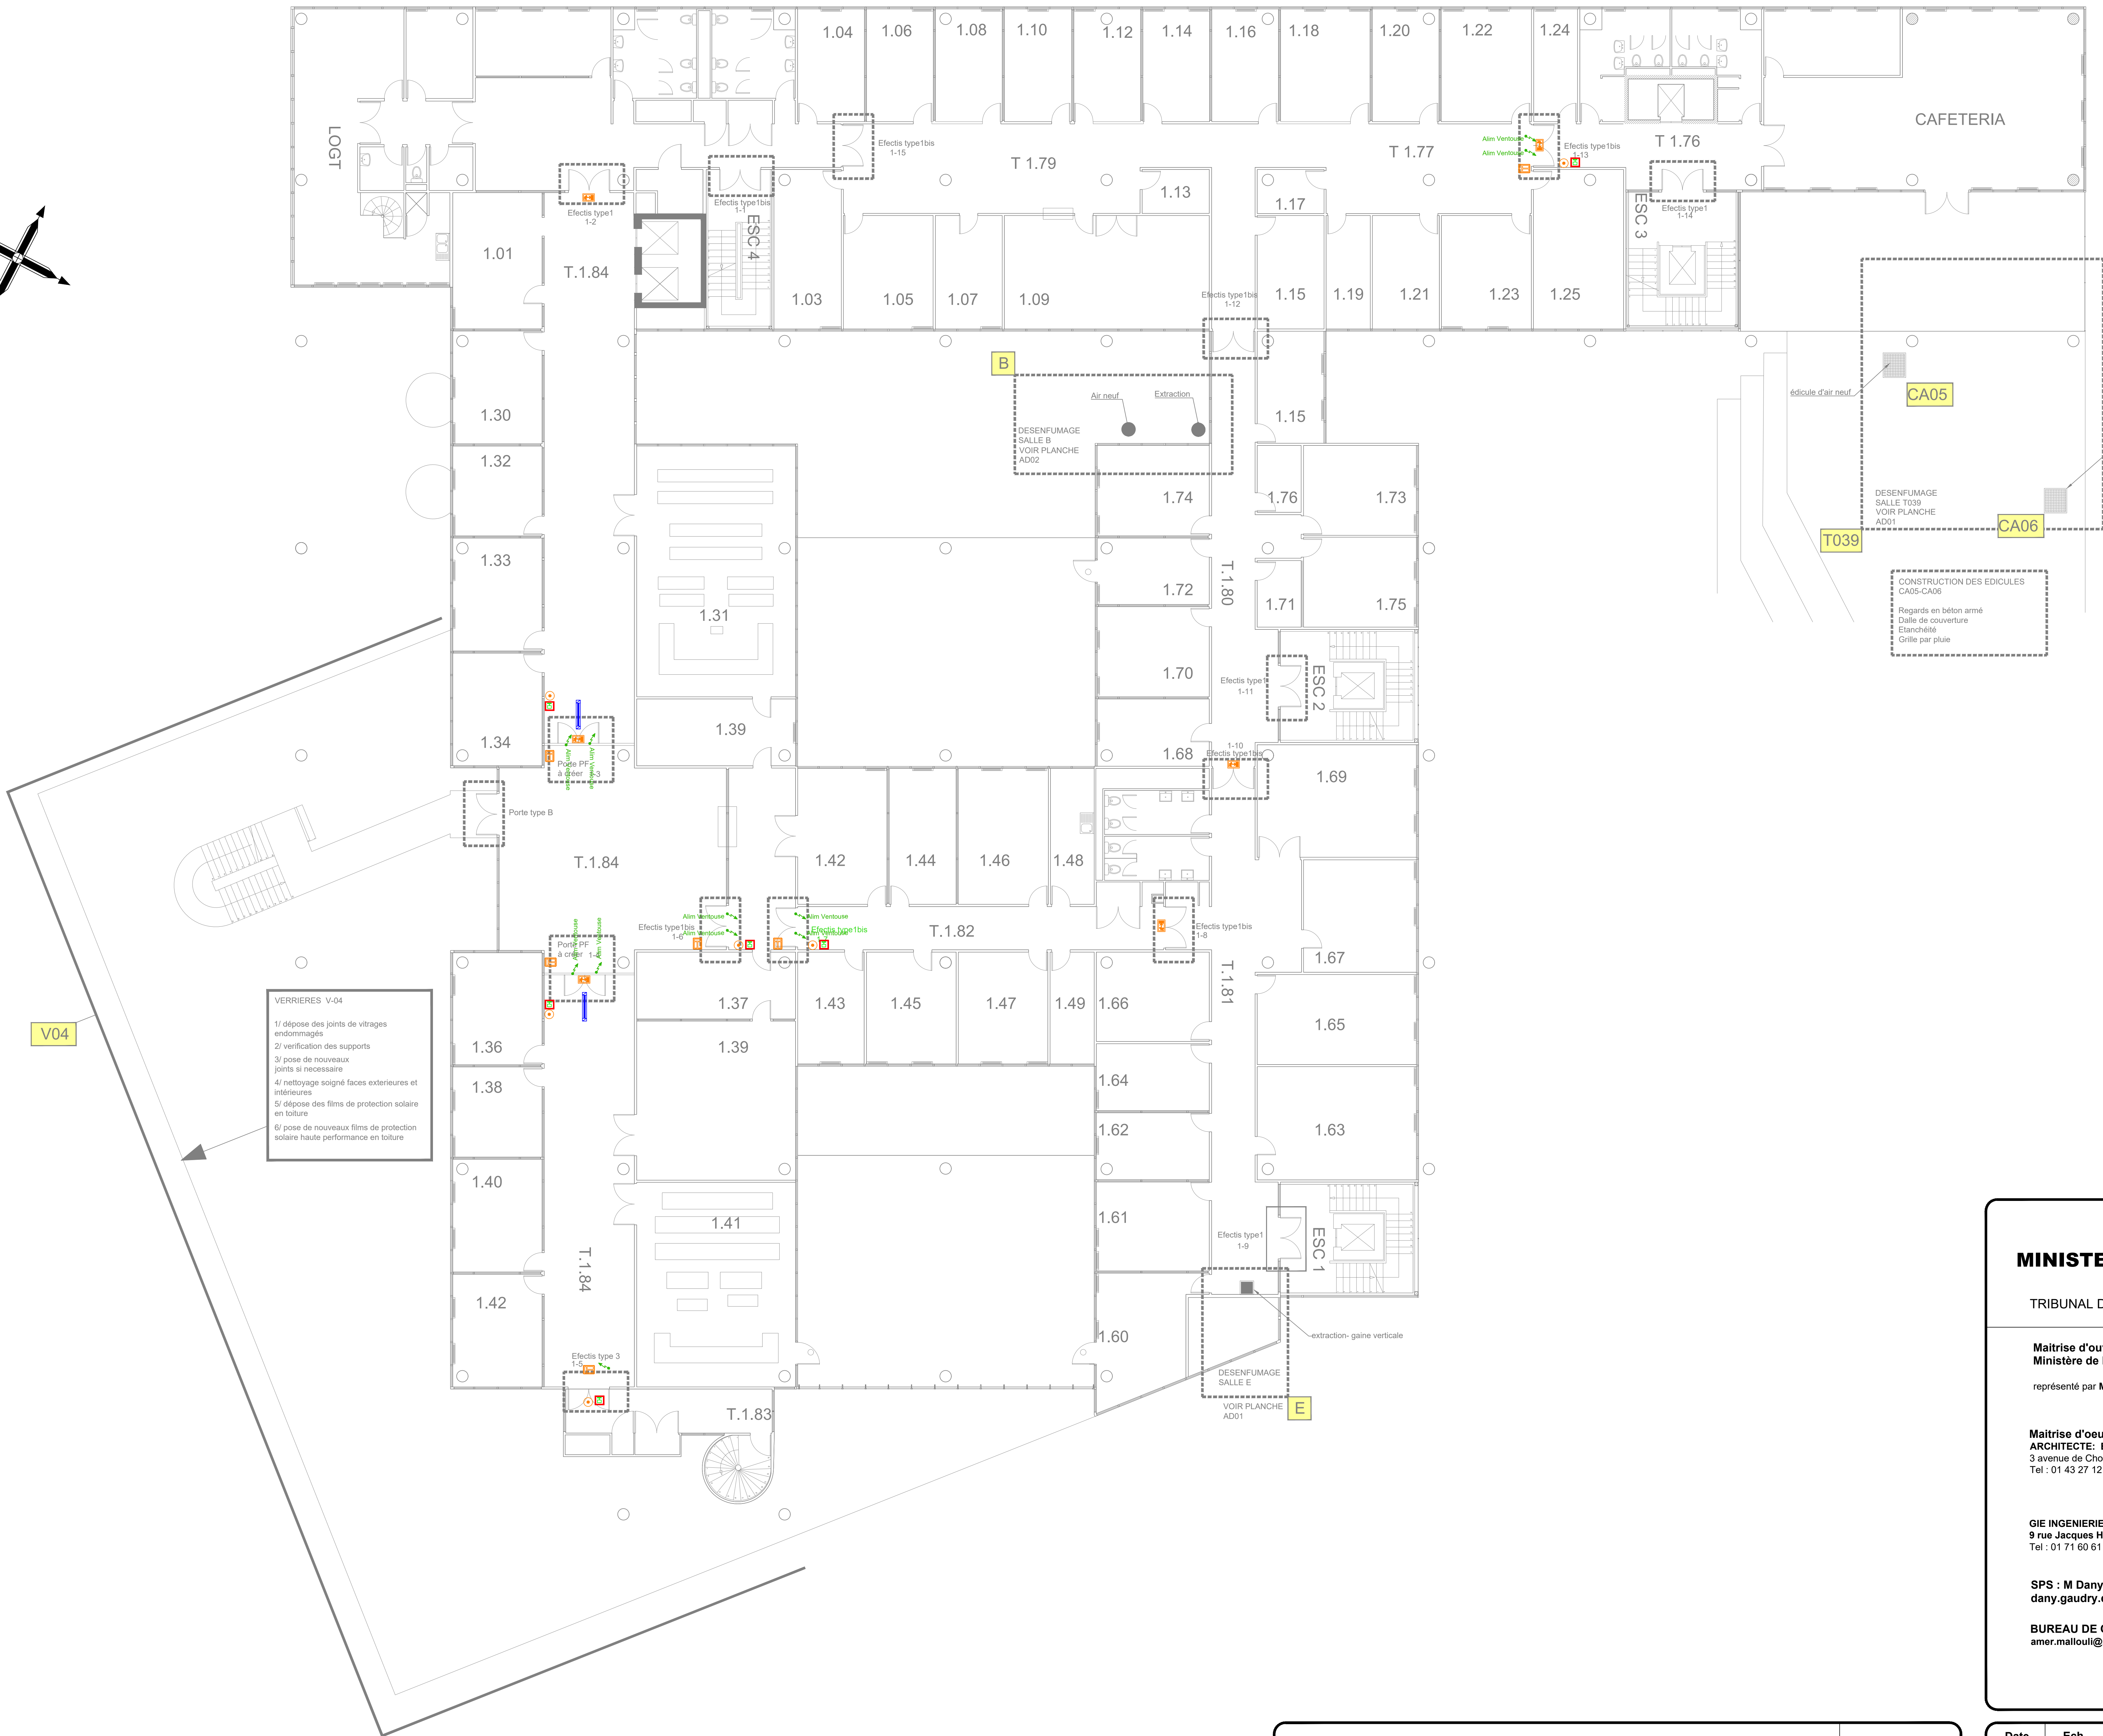 1.04
1.06
1.08
1.10
1.12
1.14
1.16
1.18
1.20
1.22
1.24
LOGT
CAFETERIA
Efectis type1bis
1-15
T 1.79
T 1.77
Alim Ventouse
Alim Ventouse
Efectis type1bis
1-13
T 1.76
Efectis type1
1-2
Efectis type1bis
1-1
ESC 4
1.13
1.17
ESC 3
Efectis type1
1-14
1.01
T.1.84
1.03
1.05
1.07
1.09
Efectis type1bis
1-12
1.15
1.19
1.21
1.23
1.25
B
Air neuf
Extraction
DESENFUMAGE
SALLE B
VOIR PLANCHE
AD02
1.30
1.15
édicule d'air neuf
CA05
1.32
1.74
1.76
1.73
DESENFUMAGE
SALLE T039
VOIR PLANCHE
AD01
CA06
T039
1.33
1.31
1.72
T.1.80
1.71
1.75
CONSTRUCTION DES EDICULES
CA05-CA06
Regards en béton armé
Dalle de couverture
Etanchéité
Grille par pluie
1.70
Efectis type1
1-11
ESC 2
1.34
1.39
1.68
1-10
Efectis type1bis
1.69
Alim Ventouse
Alim Ventouse
Porte PF
à créer
1-3
Porte type B
T.1.84
1.42
1.44
1.46
1.48
Alim Ventouse
Alim Ventouse
Efectis type1bis
1-6
Alim Ventouse
Alim Ventouse
Efectis type1bis
T.1.82
Efectis type1bis
1-8
Alim Ventouse
Alim Ventouse
Porte PF
à créer
1.67
T.1.81
VERRIERES V-04
1/ dépose des joints de vitrages
endommagés
2/ verification des supports
3/ pose de nouveaux
joints si necessaire
4/ nettoyage soigné faces exterieures et
intérieures
5/ dépose des films de protection solaire
en toiture
6/ pose de nouveaux films de protection
solaire haute performance en toiture
V04
1.37
1.43
1.45
1.47
1.49
1.66
1.65
1.36
1.39
1.38
1.64
1.62
1.63
1.40
1.41
1.61
Efectis type1
1-9
ESC 1
T.1.84
1.42
1.60
extraction- gaine verticale
Efectis type 3
1-5
DESENFUMAGE
SALLE E
VOIR PLANCHE
AD01
E
T.1.83
MINISTE
TRIBUNAL D
Maitrise d'ou
Ministère de
représenté par M
Maitrise d'oeu
ARCHITECTE:
3 avenue de Cho
Tel : 01 43 27 12
GIE INGENIERIE
9 rue Jacques H
Tel : 01 71 60 61
SPS : M Dany
dany.gaudry.
BUREAU DE
amer.mallouli@
Date
Ech